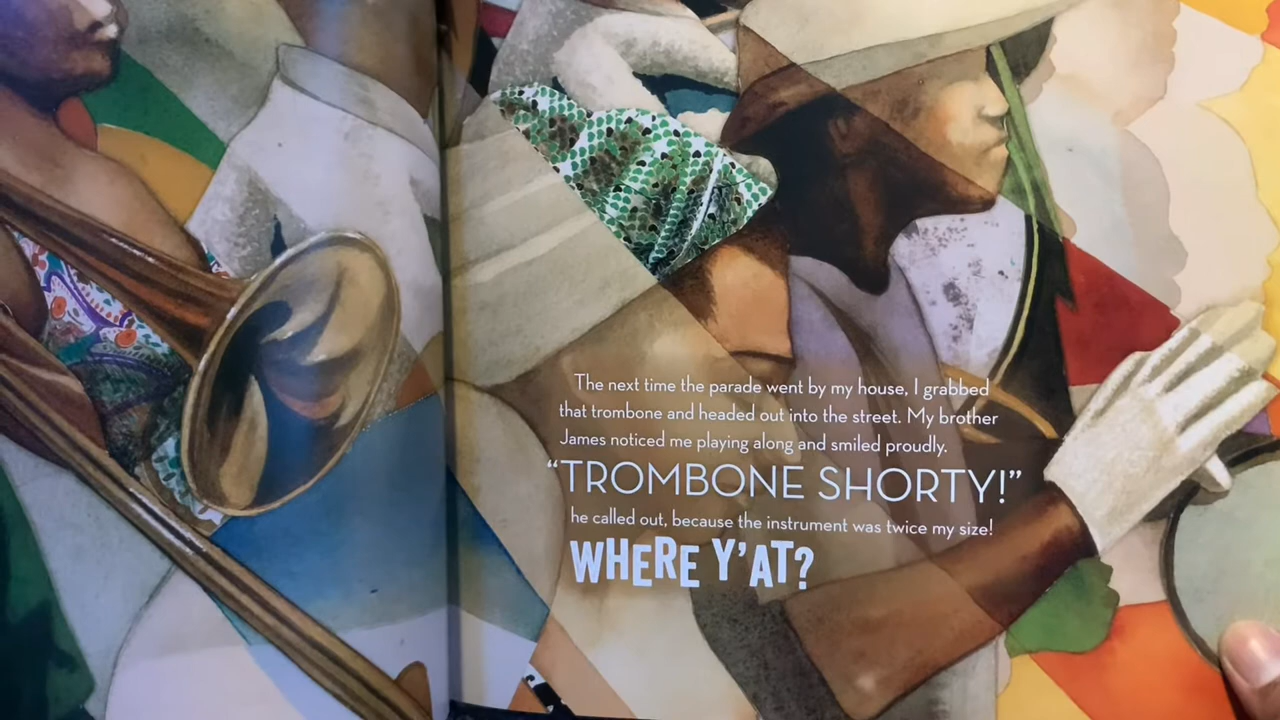 The next time the parade went by my house, I grabbed
that trombone and headed out into the street. My brother
James noticed me playing along and smiled proudly.
“TROMBONE SHORTY!”
he called out, because the instrument was twice my size!
WHERE Y’AT?